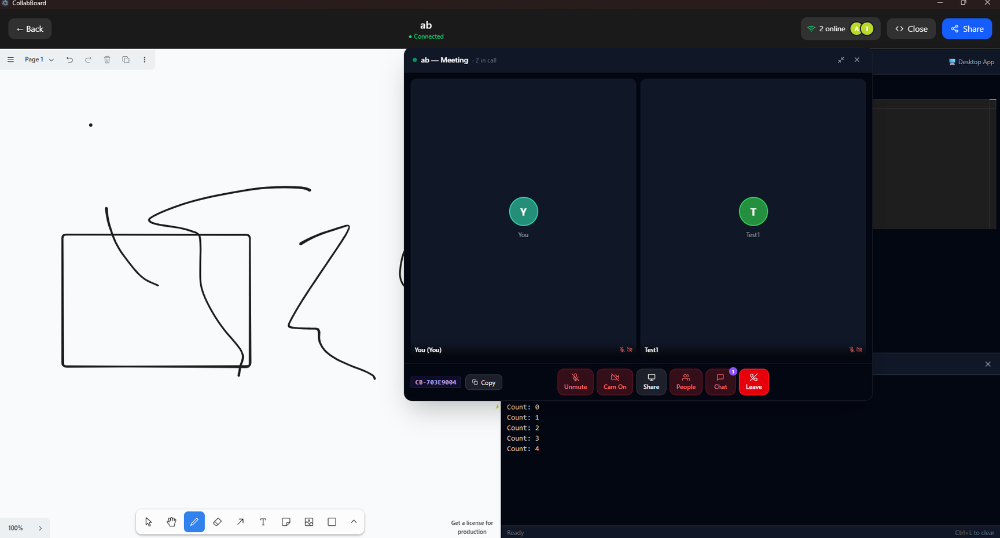 CollabBoard
← Back
ab
Connected
2 online
A T
<> Close
Share
Page 1
ab — Meeting · 2 in call
Desktop App
Y
You
T
Test1
You (You)
Test1
CB-703E9004
Copy
Unmute
Cam On
Share
People
Chat
1
Leave
Count: 0
Count: 1
Count: 2
Count: 3
Count: 4
100%
T
Get a license for
production
Ready
Ctrl+L to clear